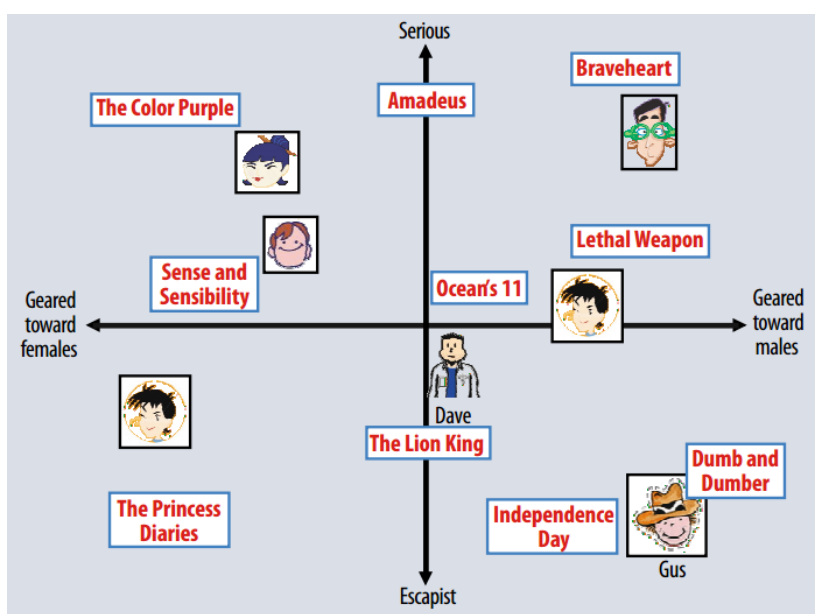 Serious
Braveheart
Amadeus
The Color Purple
Lethal Weapon
Sense and
Sensibility
Ocean's 11
Geared
toward
females
Geared
toward
males
Dave
The Lion King
Dumb and
Dumber
The Princess
Diaries
Independence
Day
Gus
Escapist